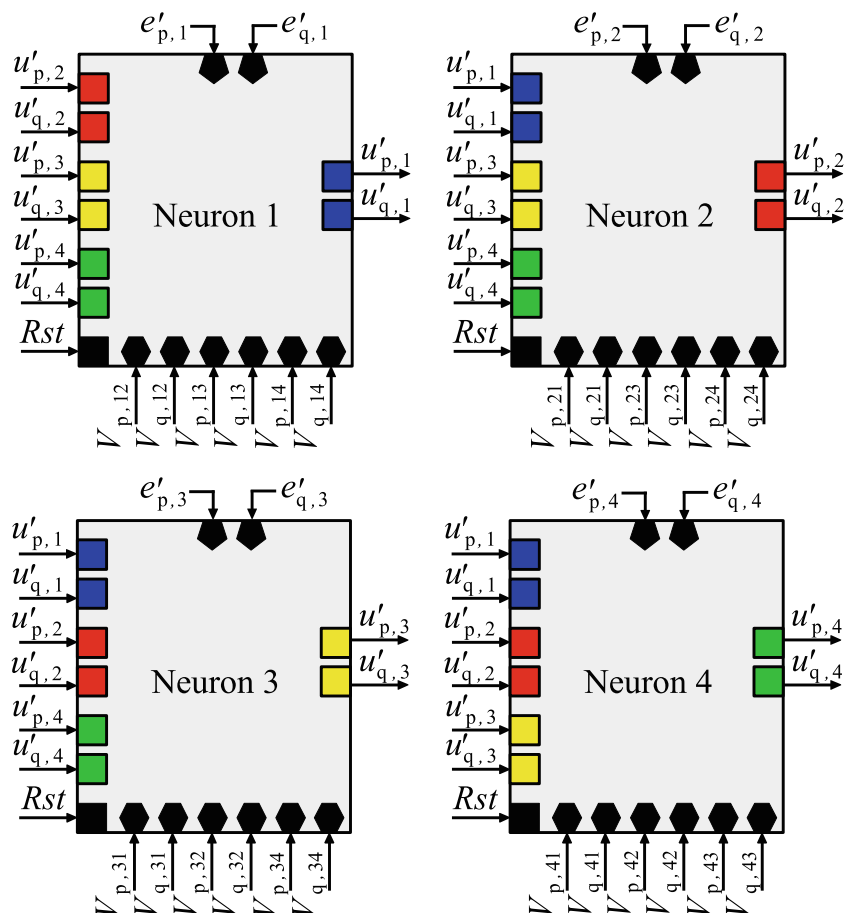 e′p,1 e′q,1
u′p,2
u′q,2
u′p,3
u′q,3
u′p,4
u′q,4
Rst
Neuron 1
u′p,1
u′q,1
Vp,12 Vq,12 Vp,13 Vq,13 Vp,14 Vq,14
e′p,2 e′q,2
u′p,1
u′q,1
u′p,3
u′q,3
u′p,4
u′q,4
Rst
Neuron 2
u′p,2
u′q,2
Vp,21 Vq,21 Vp,23 Vq,23 Vp,24 Vq,24
e′p,3 e′q,3
u′p,1
u′q,1
u′p,2
u′q,2
u′p,4
u′q,4
Rst
Neuron 3
u′p,3
u′q,3
Vp,31 Vq,31 Vp,32 Vq,32 Vp,34 Vq,34
e′p,4 e′q,4
u′p,1
u′q,1
u′p,2
u′q,2
u′p,3
u′q,3
Rst
Neuron 4
u′p,4
u′q,4
Vp,41 Vq,41 Vp,42 Vq,42 Vp,43 Vq,43